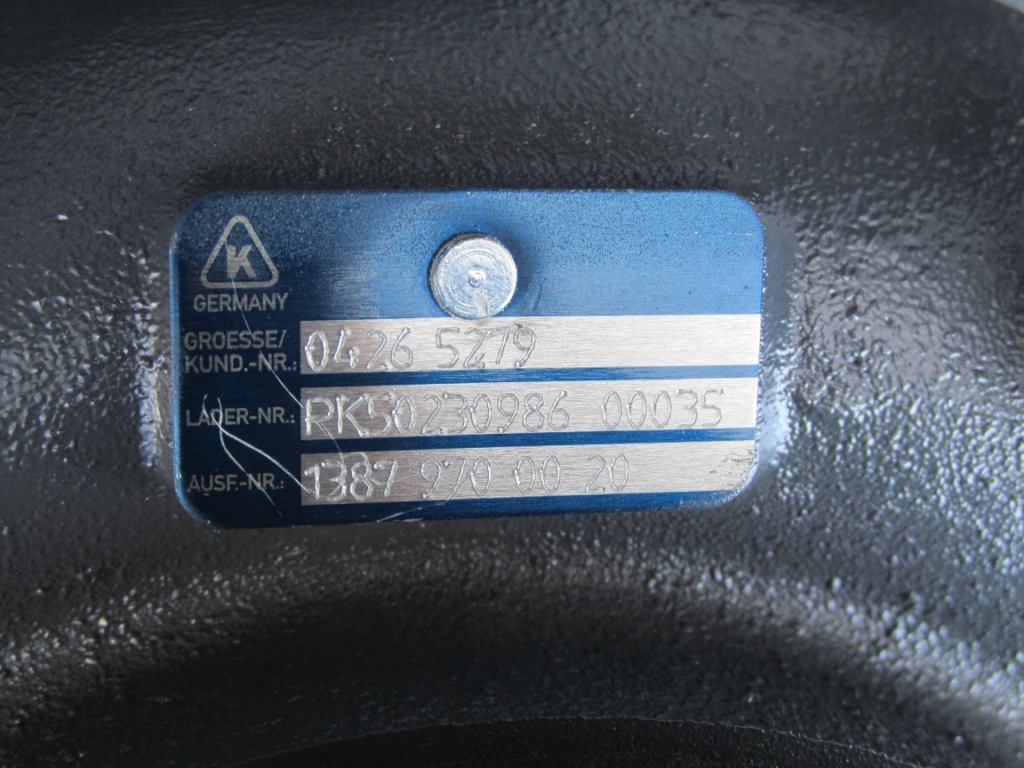 K
GERMANY
GROESSE/
KUND.-NR.: 0426 5279
LADER-NR.: RK50230986 00035
AUSF.-NR.: 1387 970 00 20